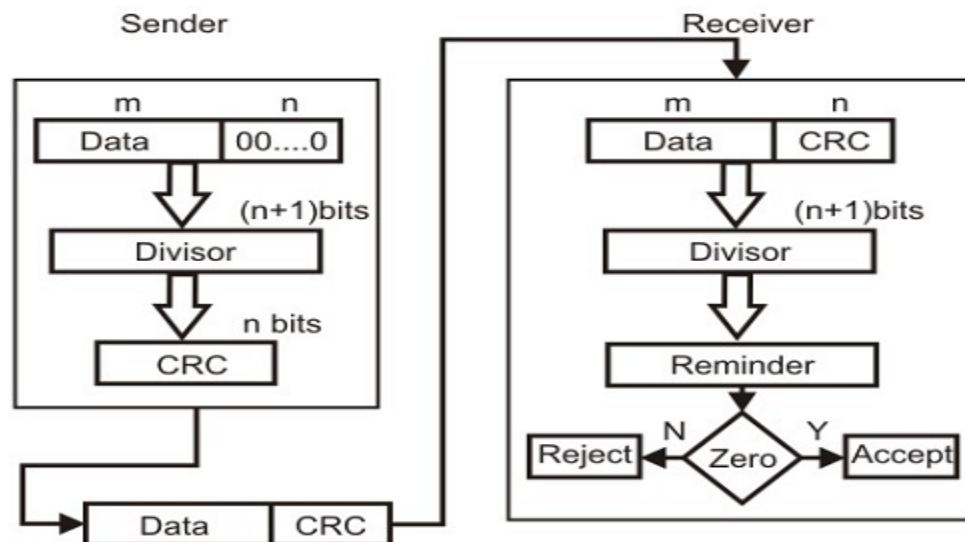 Sender
m n
Data 00....0
(n+1)bits
Divisor
n bits
CRC
Data CRC
Receiver
m n
Data CRC
(n+1)bits
Divisor
Reminder
N Y
Reject Zero Accept